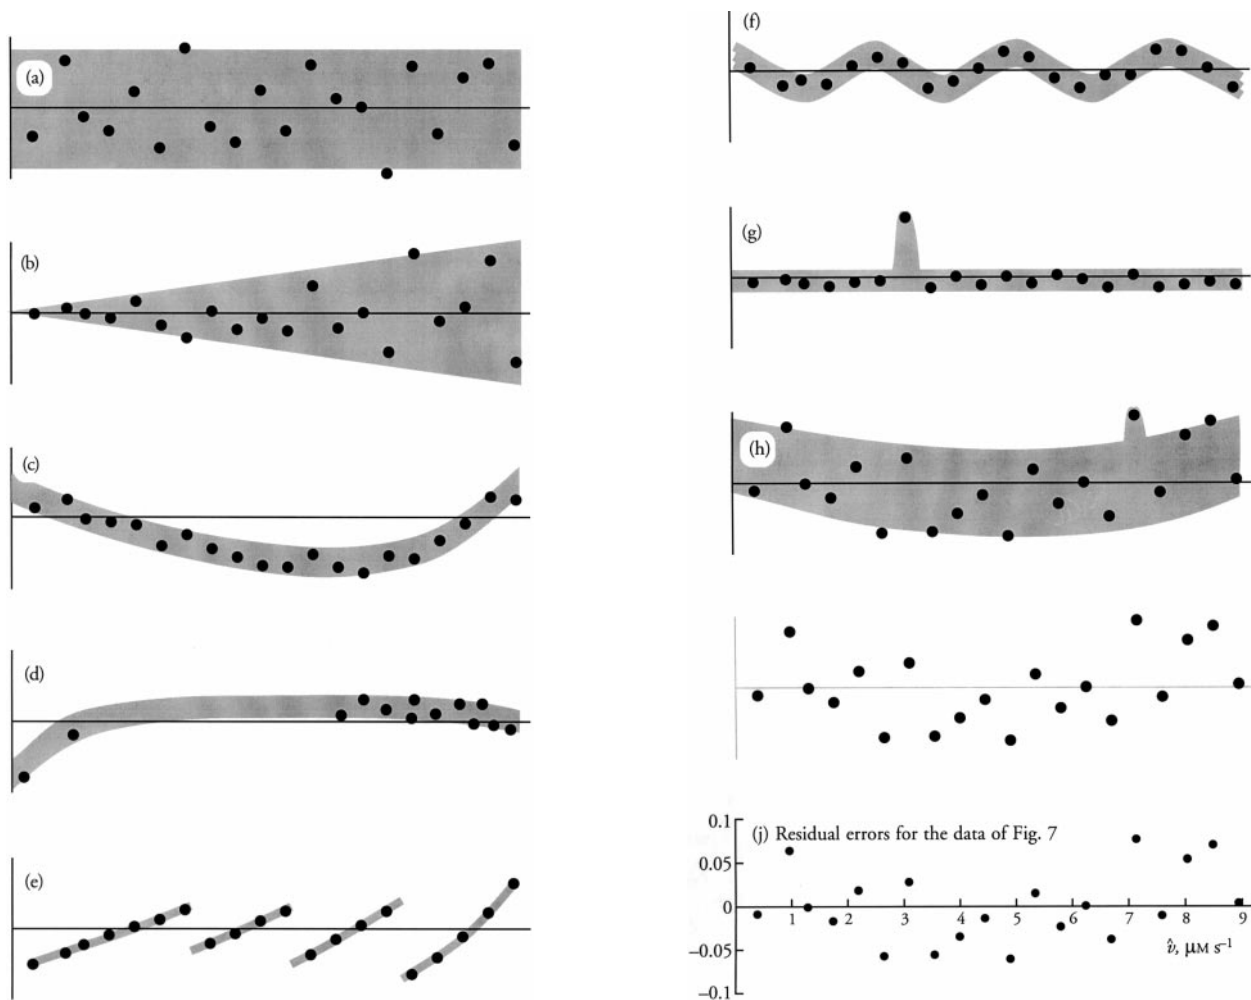 (a)
(b)
(c)
(d)
(e)
(f)
(g)
(h)
(j) Residual errors for the data of Fig. 7
0.1
0.05
0
−0.05
−0.1
1 2 3 4 5 6 7 8 9
v̂, µM s⁻¹